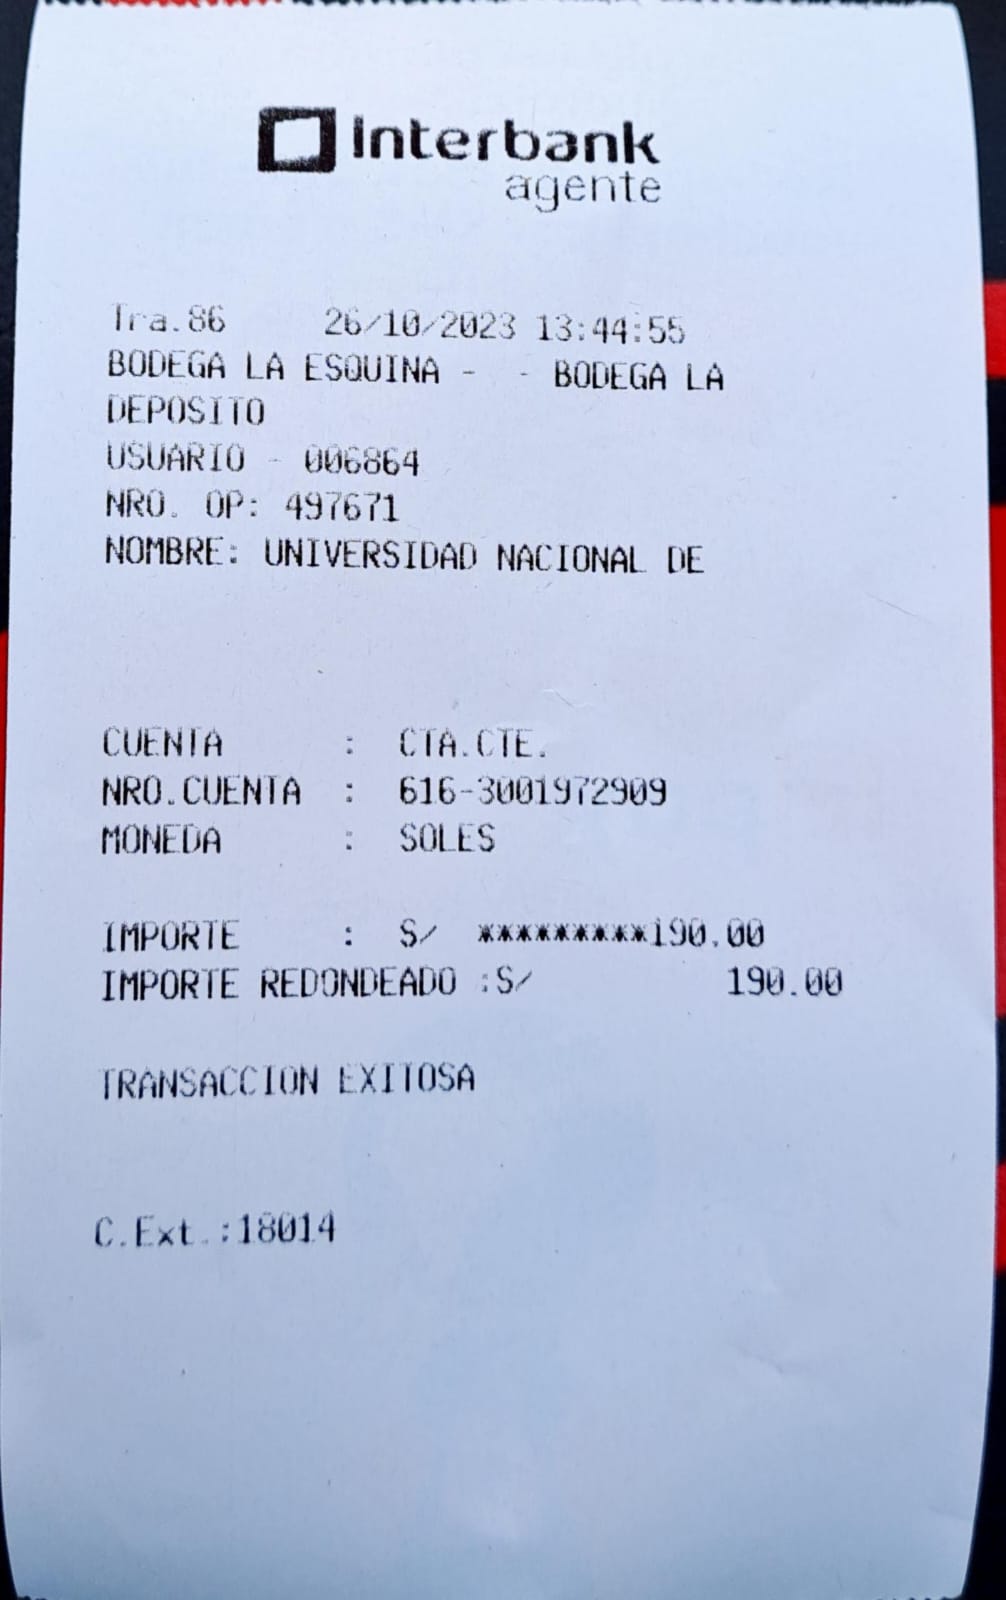 Interbank
agente
Tra.86 26/10/2023 13:44:55
BODEGA LA ESQUINA - - BODEGA LA
DEPOSITO
USUARIO - 006864
NRO. OP: 497671
NOMBRE: UNIVERSIDAD NACIONAL DE
CUENTA : CTA.CTE.
NRO.CUENTA : 616-3001972909
MONEDA : SOLES
IMPORTE : S/ *********190.00
IMPORTE REDONDEADO :S/ 190.00
TRANSACCION EXITOSA
C.Ext.:18014